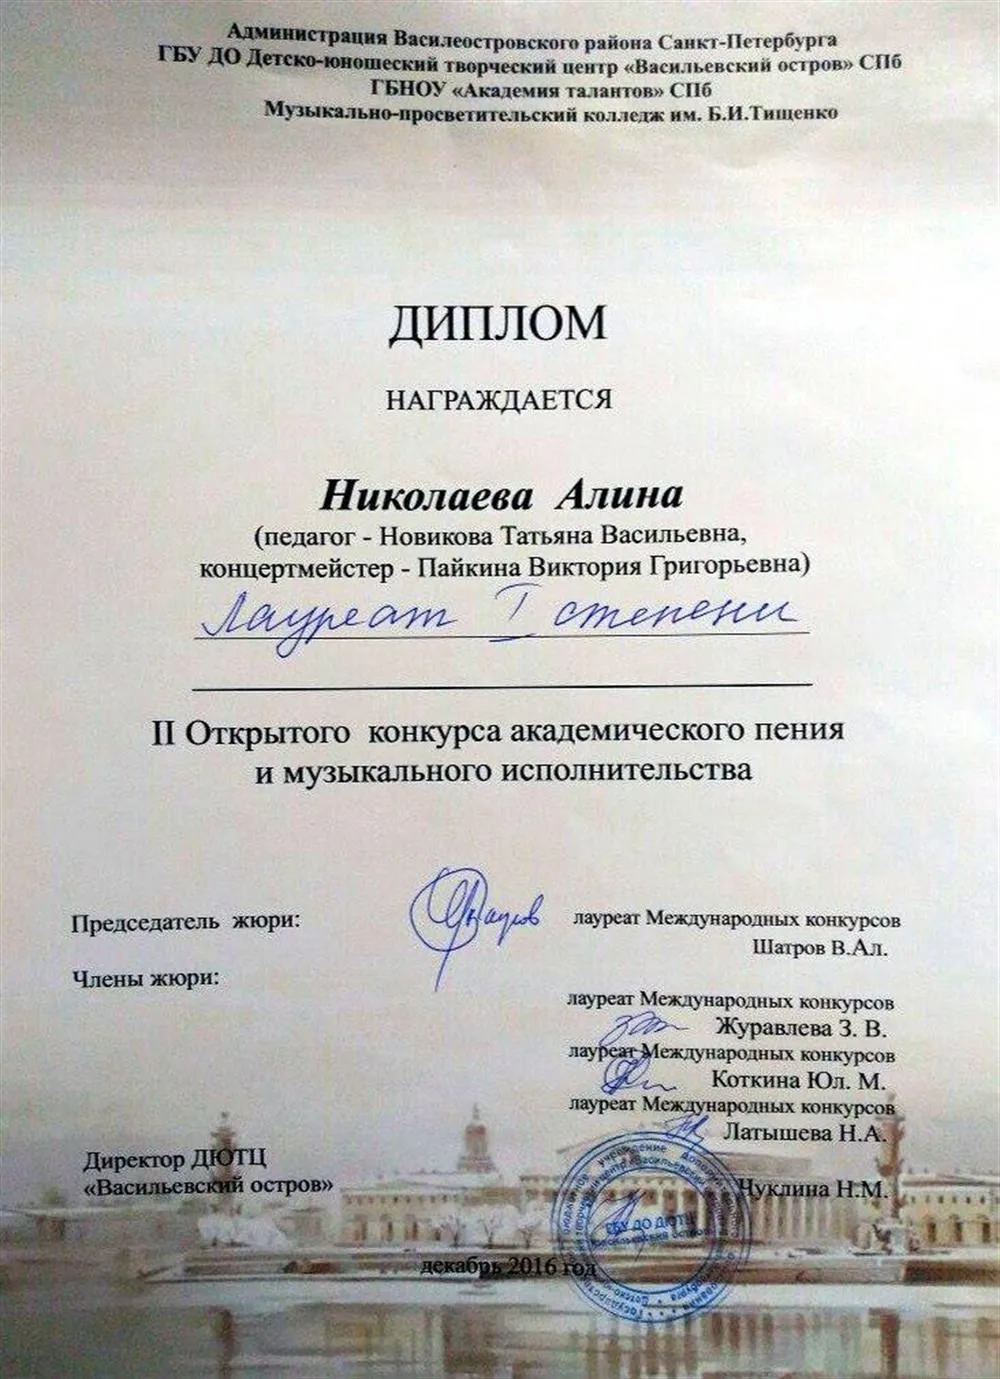 Администрация Василеостровского района Санкт-Петербурга
ГБУ ДО Детско-юношеский творческий центр «Васильевский остров» СПб
ГБНОУ «Академия талантов» СПб
Музыкально-просветительский колледж им. Б.И.Тищенко
ДИПЛОМ
НАГРАЖДАЕТСЯ
Николаева Алина
(педагог - Новикова Татьяна Васильевна,
концертмейстер - Пайкина Виктория Григорьевна)
Лауреат I степени
II Открытого конкурса академического пения
и музыкального исполнительства
Председатель жюри:
лауреат Международных конкурсов
Шатров В.Ал.
Члены жюри:
лауреат Международных конкурсов
Журавлева З. В.
лауреат Международных конкурсов
Коткина Юл. М.
лауреат Международных конкурсов
Латышева Н.А.
Директор ДЮТЦ
«Васильевский остров»
Чуклина Н.М.
ГБУ ДО ДЮТЦ
декабрь 2016 год